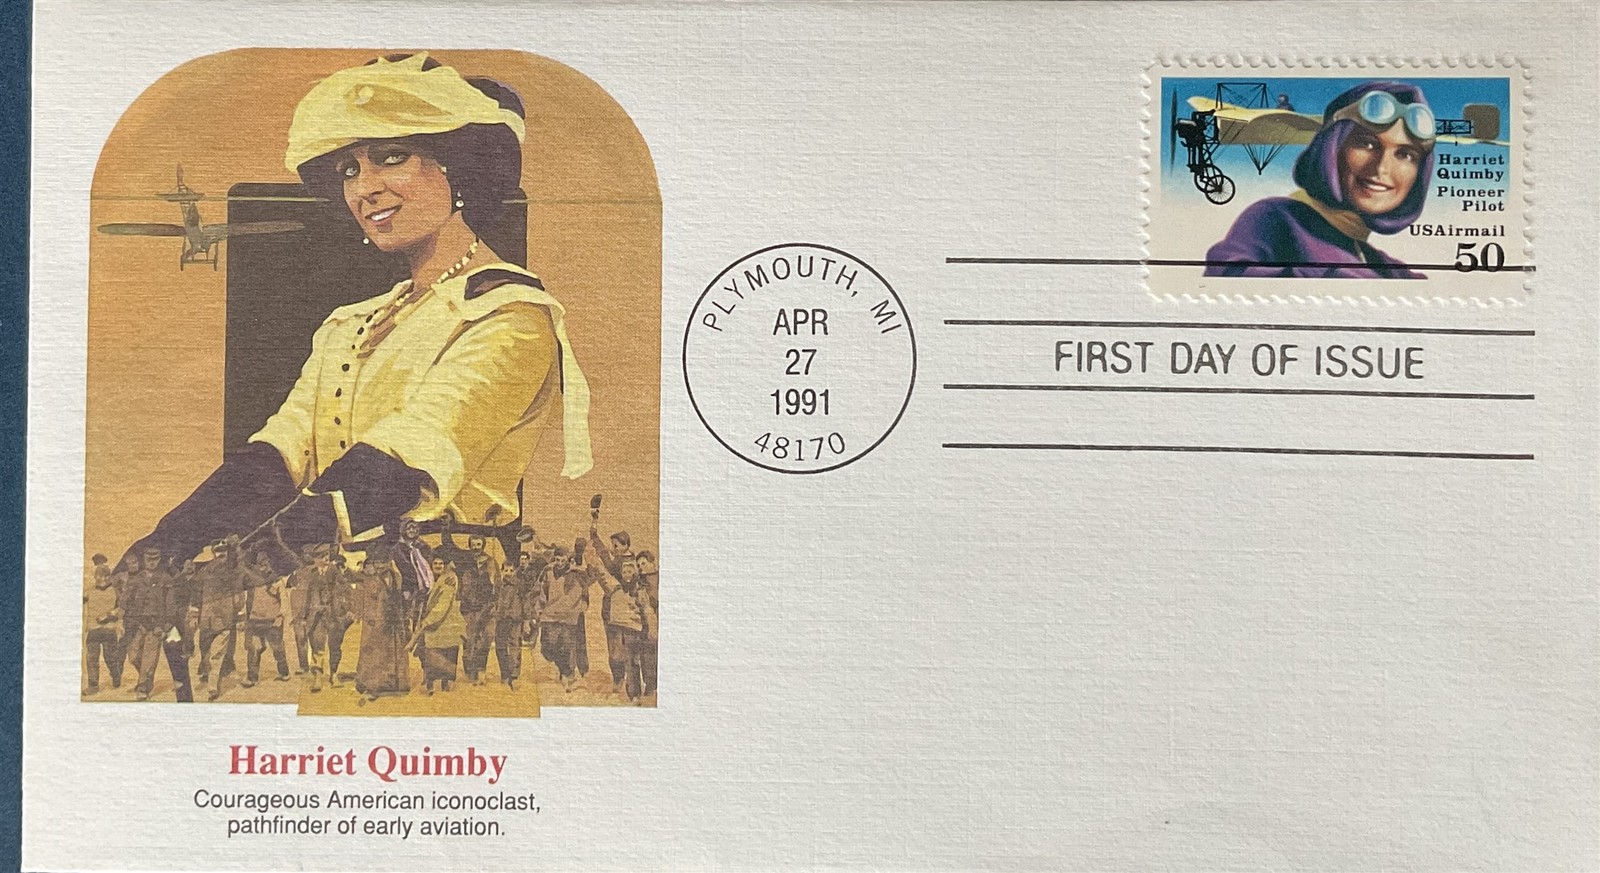 Harriet
Quimby
Pioneer
Pilot
USAirmail
50
PLYMOUTH, MI
APR
27
1991
48170
FIRST DAY OF ISSUE
Harriet Quimby
Courageous American iconoclast,
pathfinder of early aviation.